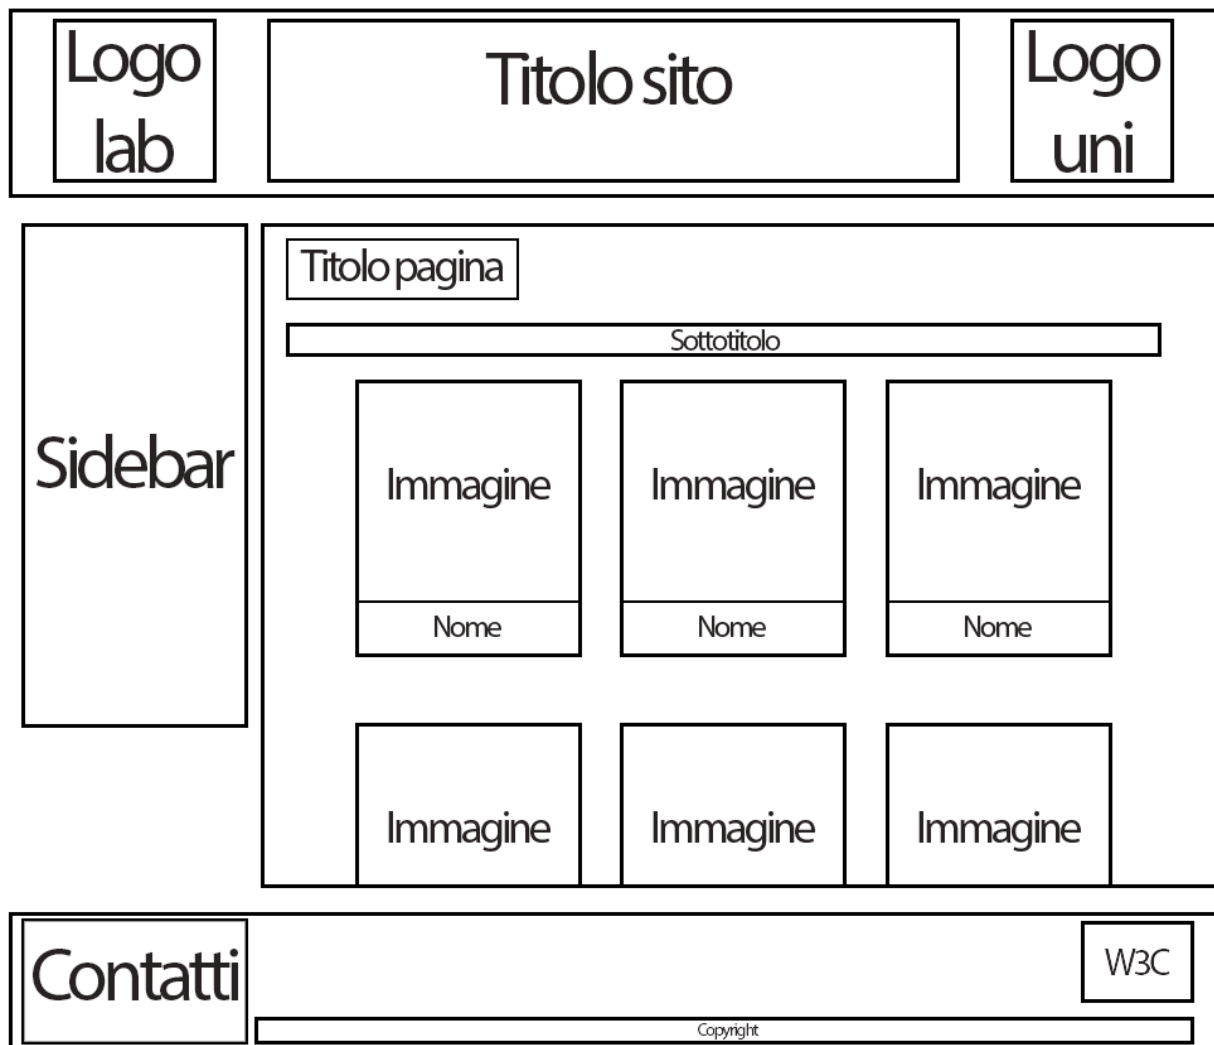 Logo
lab
Titolo sito
Logo
uni
Sidebar
Titolo pagina
Sottotitolo
Immagine
Immagine
Immagine
Nome
Nome
Nome
Immagine
Immagine
Immagine
Contatti
W3C
Copyright